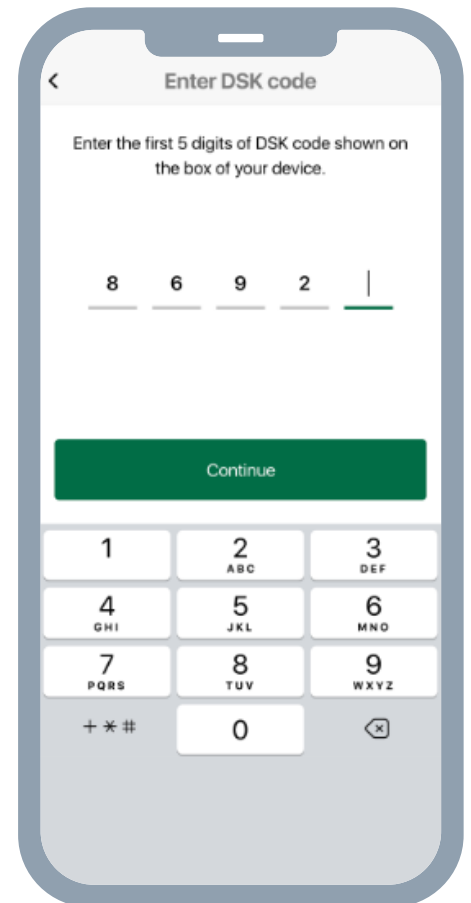 Enter DSK code
Enter the first 5 digits of DSK code shown on
the box of your device.
8 6 9 2
Continue
1 2 3
ABC DEF
4 5 6
GHI JKL MNO
7 8 9
PQRS TUV WXYZ
+ * # 0